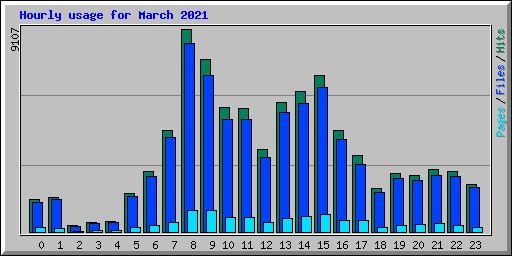 Hourly usage for March 2021
9107
Pages/Files/Hits
0 1 2 3 4 5 6 7 8 9 10 11 12 13 14 15 16 17 18 19 20 21 22 23